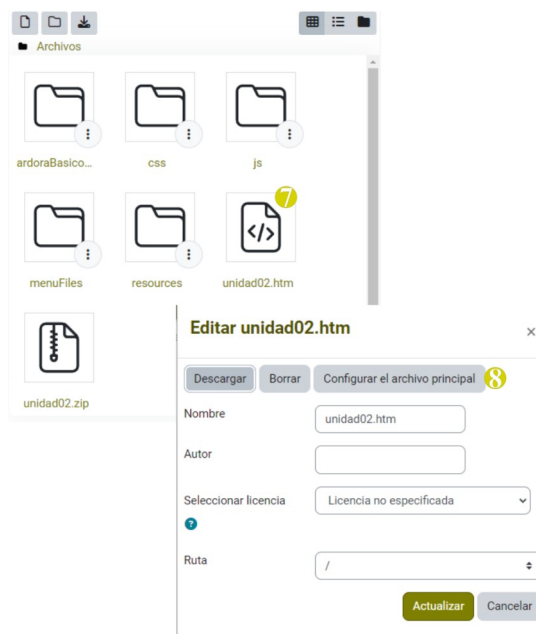 Archivos
ardoraBasico...
css
js
7
menuFiles
resources
unidad02.htm
unidad02.zip
Editar unidad02.htm
×
Descargar
Borrar
Configurar el archivo principal
8
Nombre
unidad02.htm
Autor
Seleccionar licencia
Licencia no especificada
?
Ruta
/
Actualizar
Cancelar